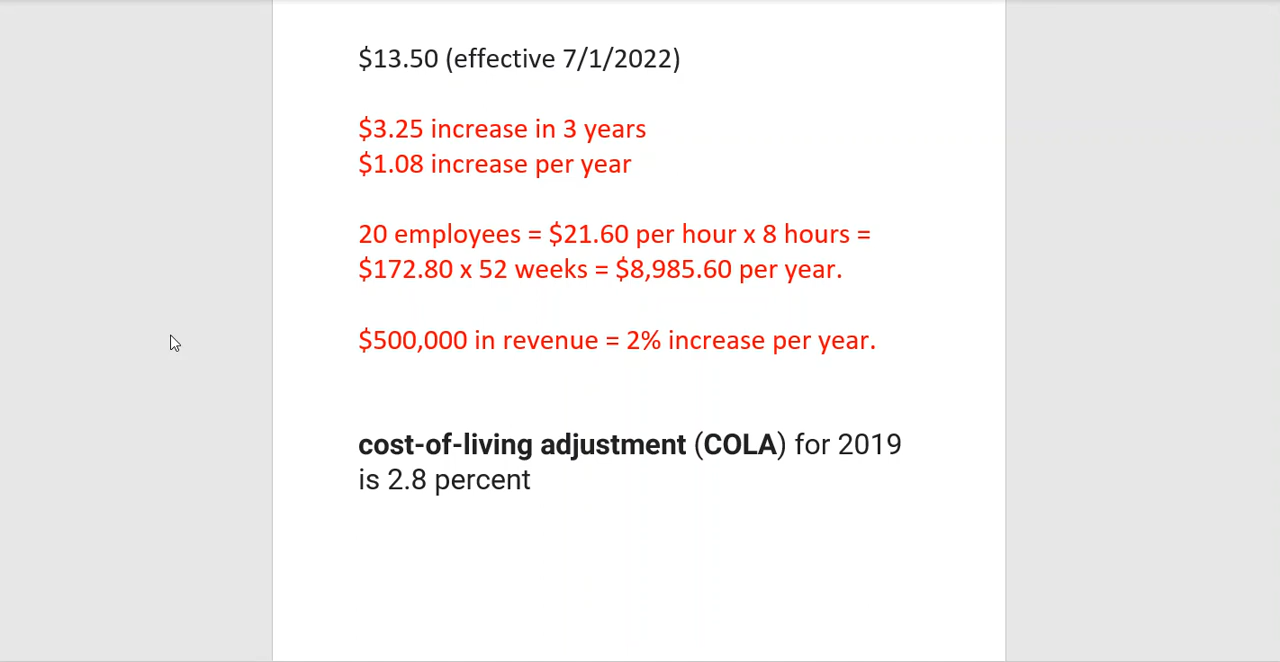 $13.50 (effective 7/1/2022)
$3.25 increase in 3 years
$1.08 increase per year
20 employees = $21.60 per hour x 8 hours =
$172.80 x 52 weeks = $8,985.60 per year.
$500,000 in revenue = 2% increase per year.
cost-of-living adjustment (COLA) for 2019
is 2.8 percent